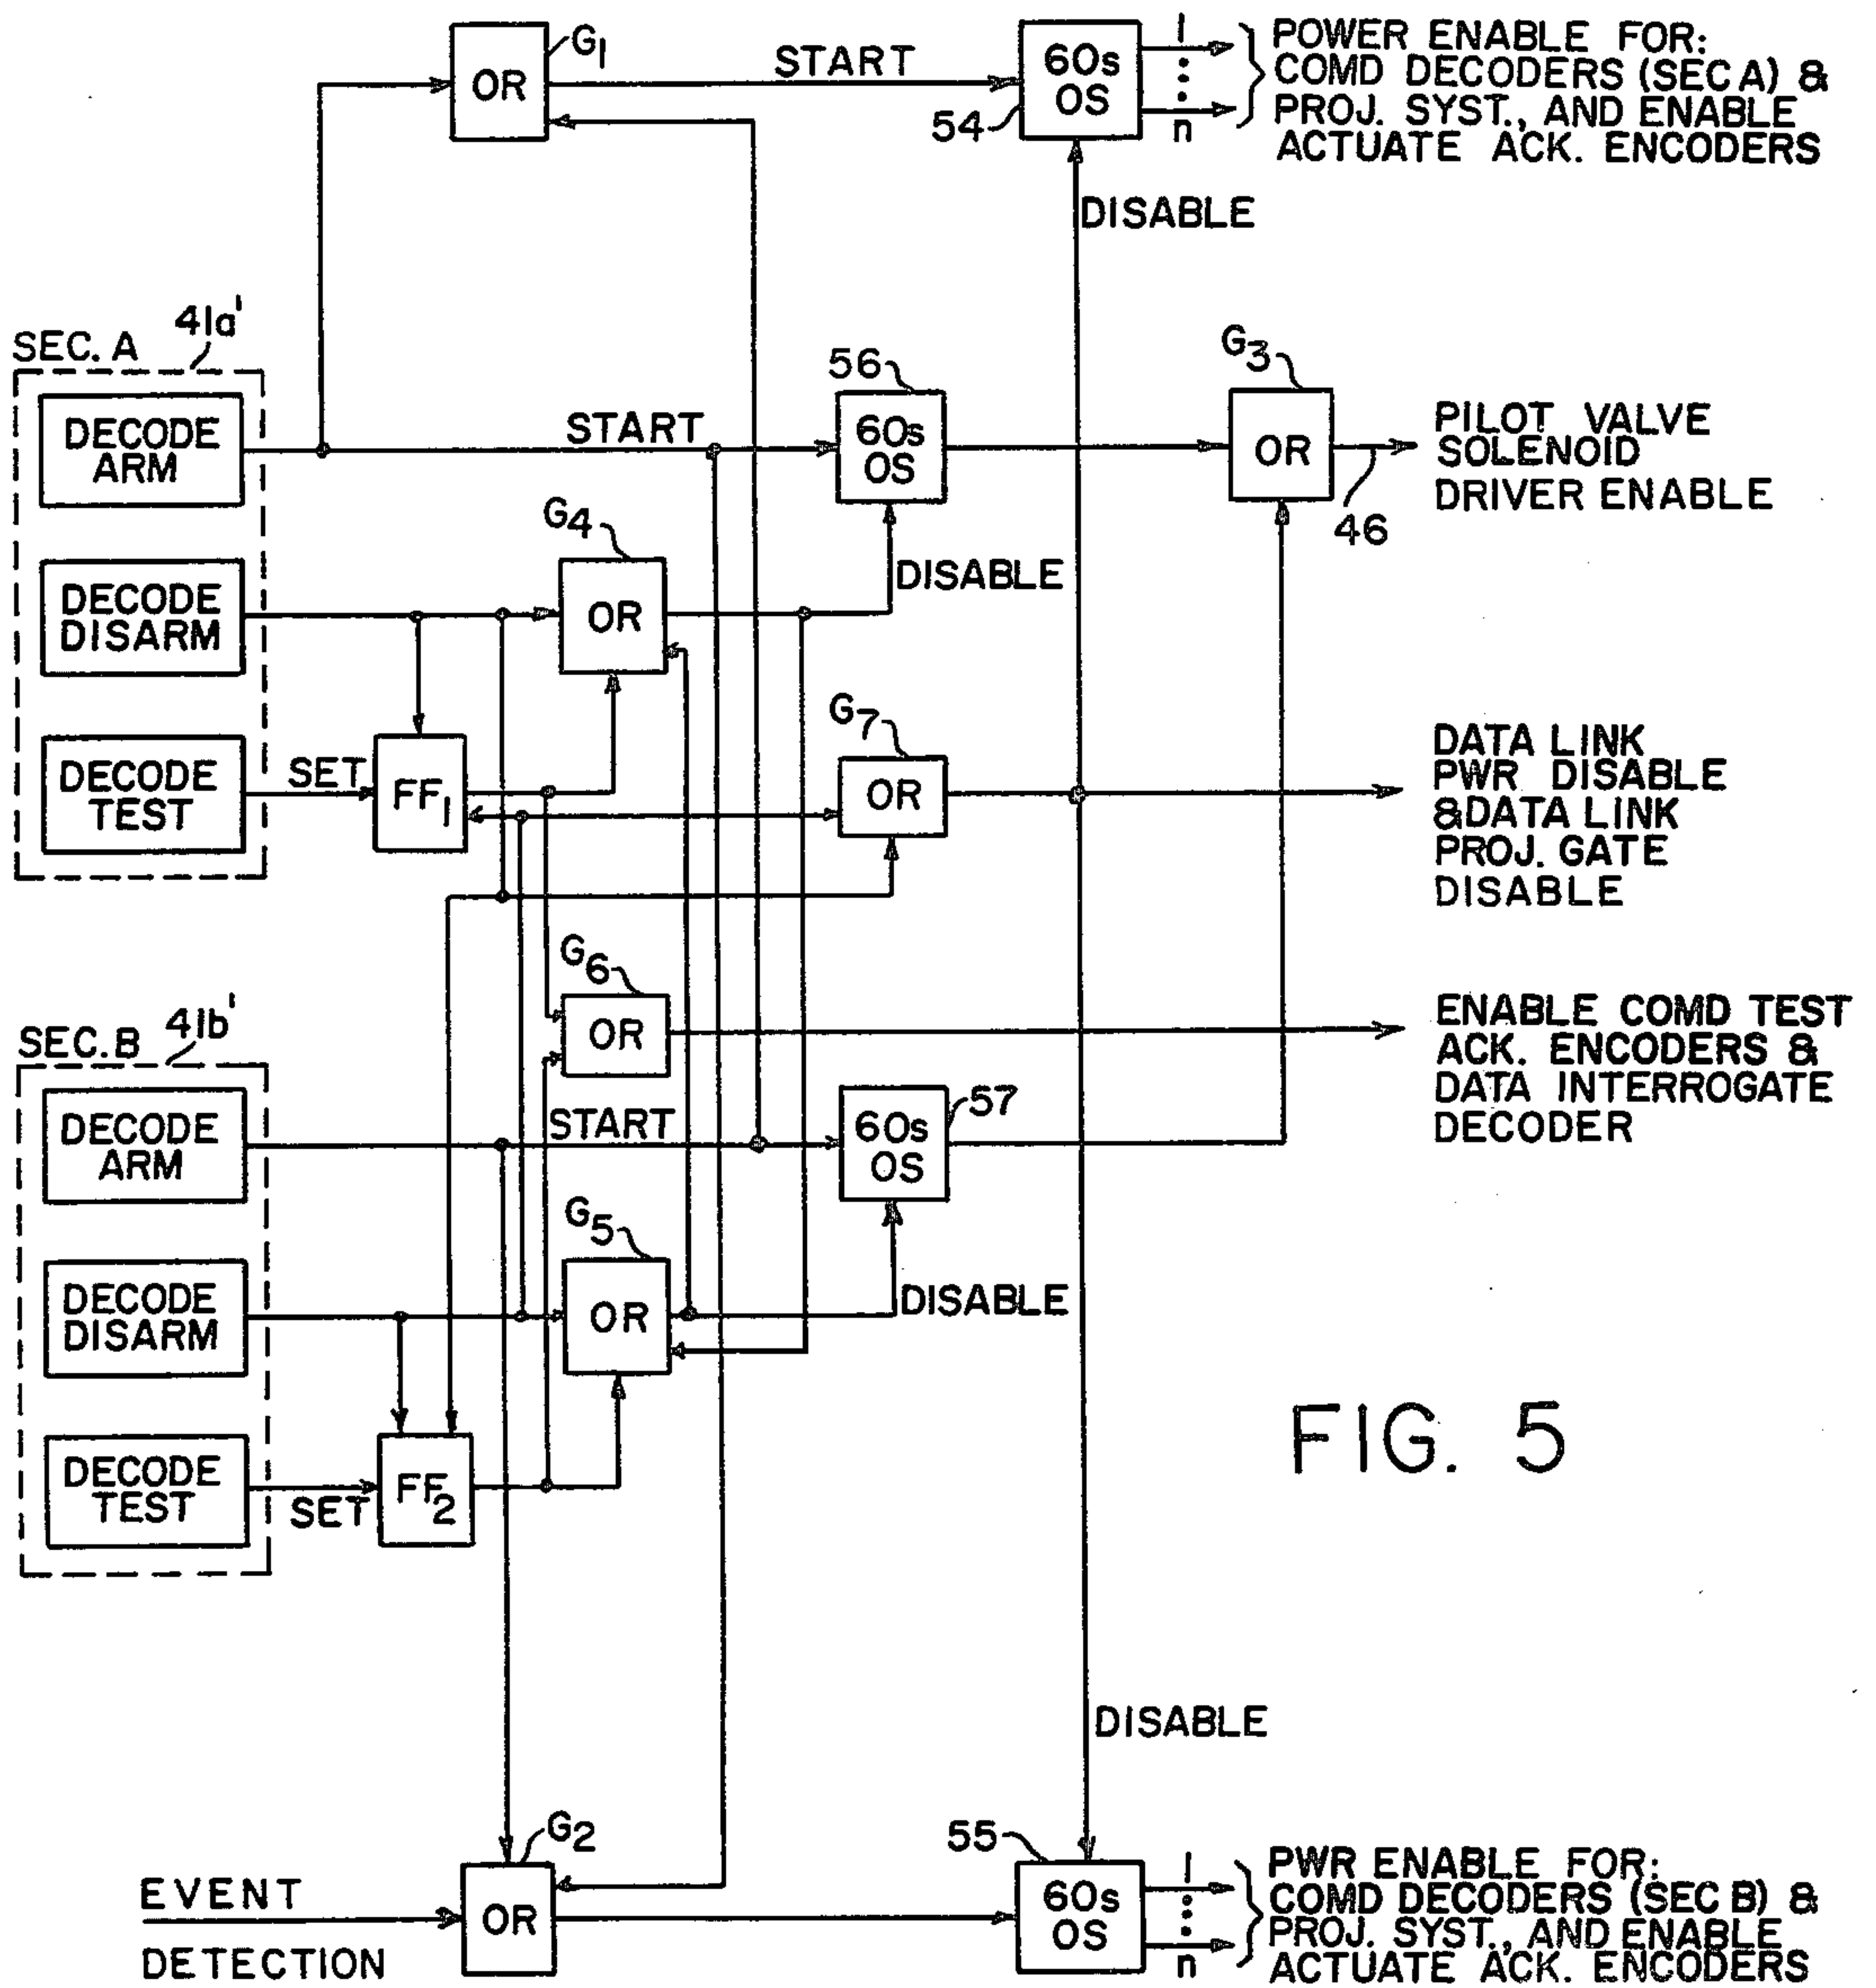 G1
OR
START
60s
OS
54
1
n
POWER ENABLE FOR:
COMD DECODERS (SEC A) &
PROJ. SYST., AND ENABLE
ACTUATE ACK. ENCODERS
DISABLE
SEC. A
41a'
DECODE
ARM
START
56
60s
OS
G3
OR
46
PILOT VALVE
SOLENOID
DRIVER ENABLE
DECODE
DISARM
G4
OR
DISABLE
DECODE
TEST
SET
FF1
G7
OR
DATA LINK
PWR DISABLE
&DATA LINK
PROJ. GATE
DISABLE
G6
OR
ENABLE COMD TEST
ACK. ENCODERS &
DATA INTERROGATE
DECODER
SEC. B
41b'
DECODE
ARM
START
60s
OS
57
DECODE
DISARM
G5
OR
DISABLE
DECODE
TEST
SET
FF2
FIG. 5
DISABLE
EVENT
DETECTION
G2
OR
55
60s
OS
1
n
PWR ENABLE FOR:
COMD DECODERS (SEC B) &
PROJ. SYST., AND ENABLE
ACTUATE ACK. ENCODERS